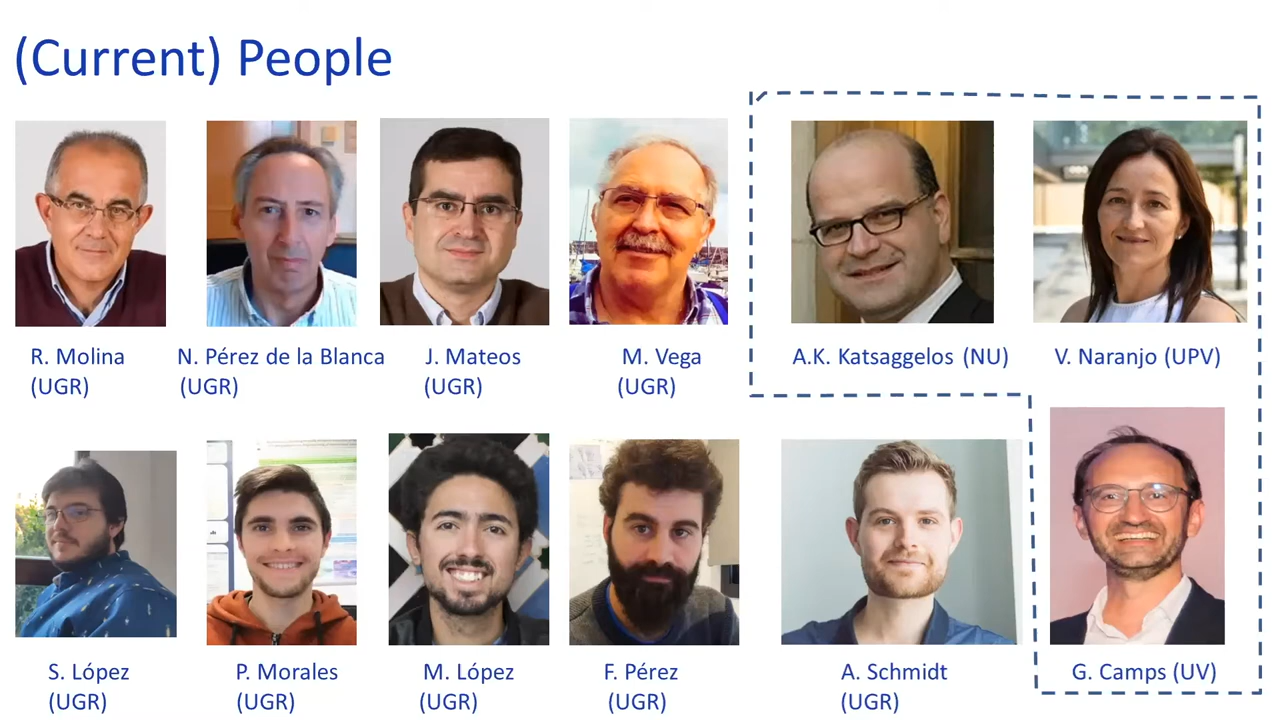 (Current) People
R. Molina
(UGR)
N. Pérez de la Blanca
(UGR)
J. Mateos
(UGR)
M. Vega
(UGR)
A.K. Katsaggelos (NU)
V. Naranjo (UPV)
S. López
(UGR)
P. Morales
(UGR)
M. López
(UGR)
F. Pérez
(UGR)
A. Schmidt
(UGR)
G. Camps (UV)